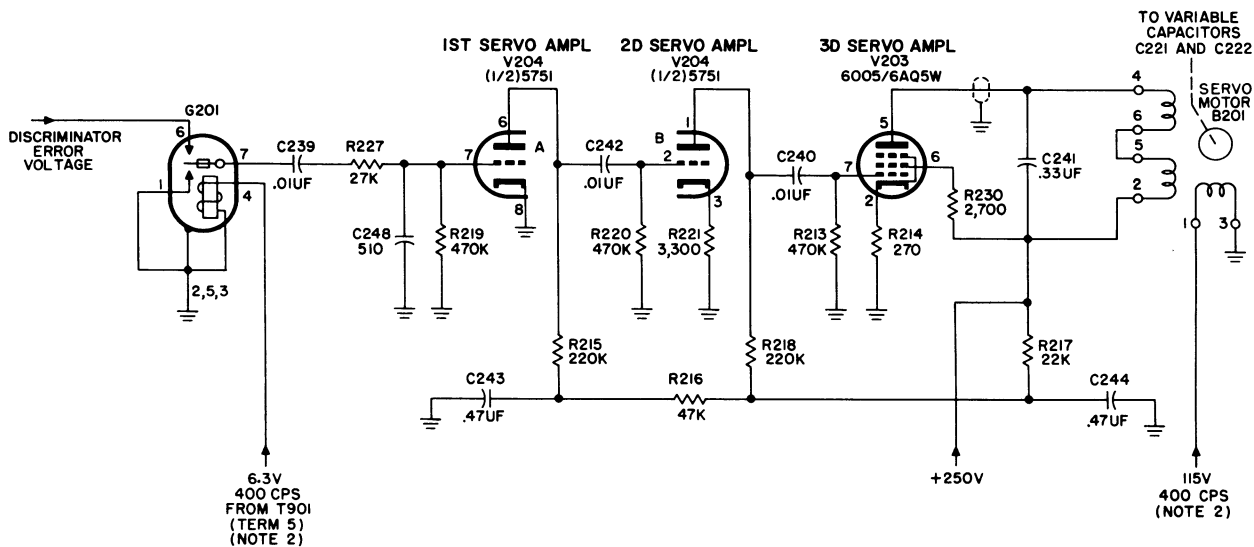 TO VARIABLE
CAPACITORS
C221 AND C222
1ST SERVO AMPL
V204
(1/2)5751
2D SERVO AMPL
V204
(1/2)5751
3D SERVO AMPL
V203
6005/6AQ5W
SERVO
MOTOR
B201
DISCRIMINATOR
ERROR
VOLTAGE
G201
6
7
1
4
2,5,3
C239
.01UF
R227
27K
C248
510
R219
470K
7
6
A
8
C242
.01UF
R220
470K
1
B
2
3
R221
3,300
C240
.01UF
R213
470K
5
7
6
2
R214
270
R230
2,700
C241
.33UF
4
6
5
2
1
3
R215
220K
R218
220K
R217
22K
C243
.47UF
R216
47K
C244
.47UF
6.3V
400 CPS
FROM T901
(TERM 5)
(NOTE 2)
+250V
115V
400 CPS
(NOTE 2)